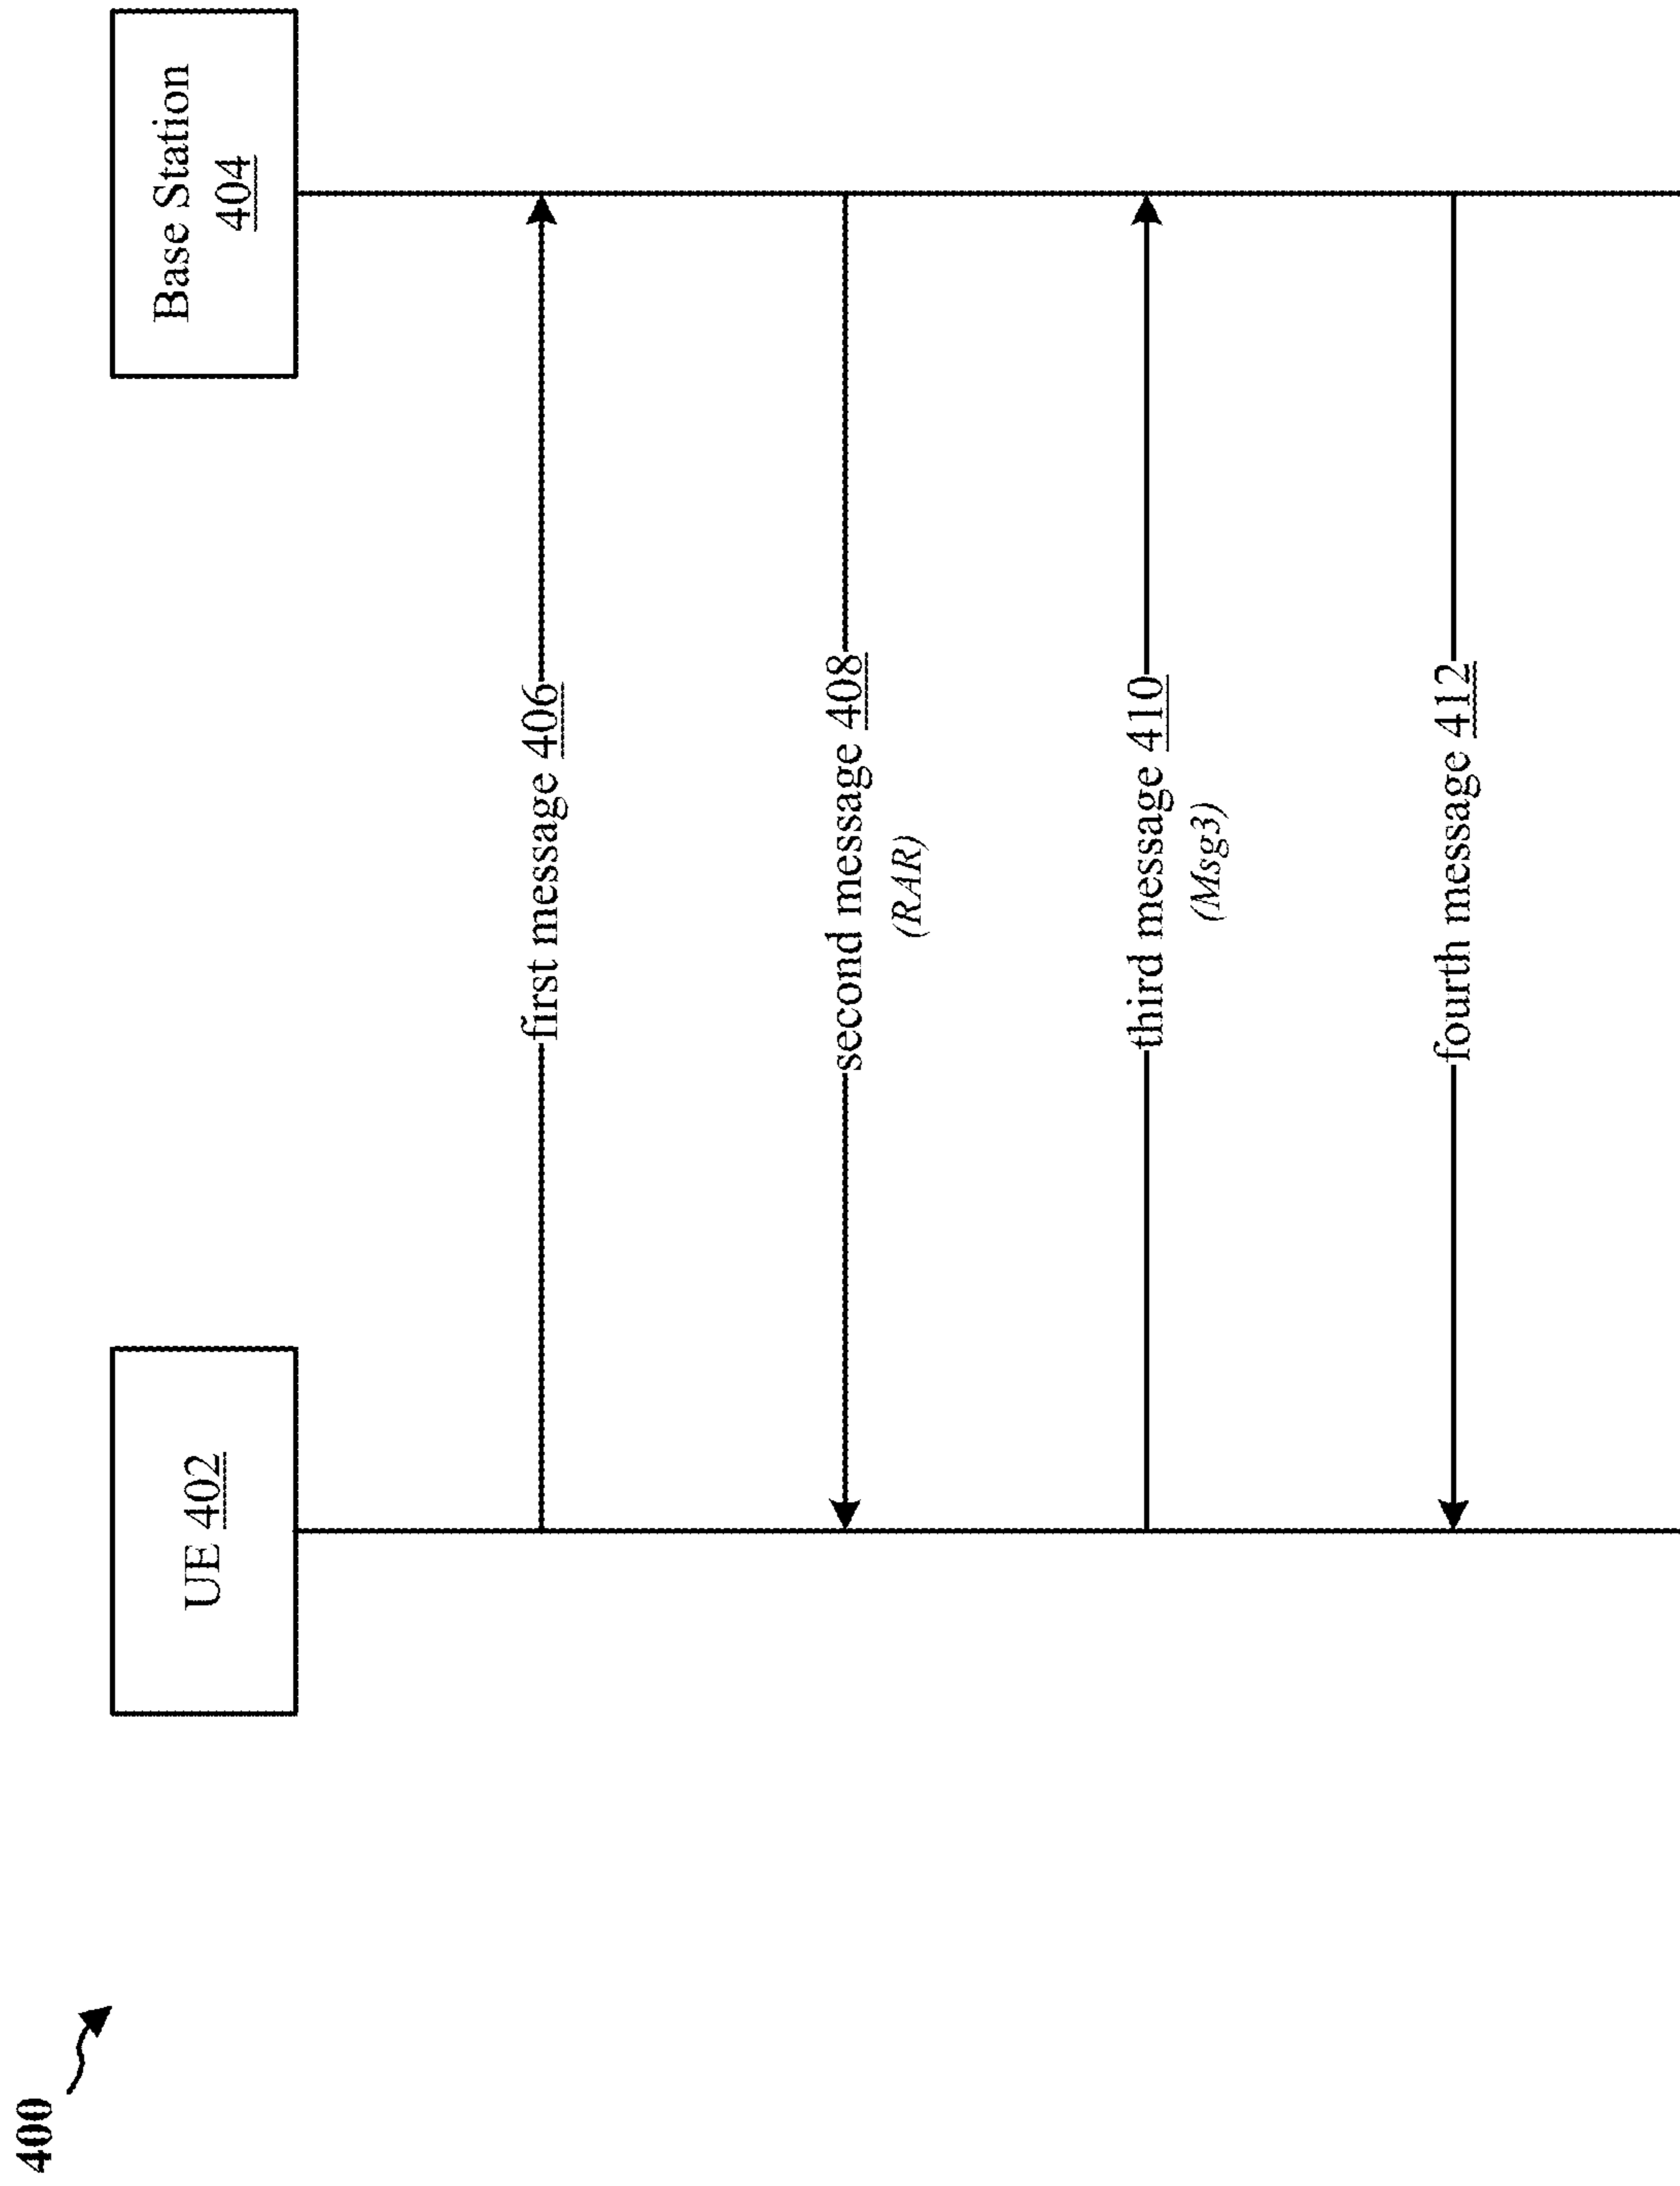 400
UE 402
Base Station
404
first message 406
second message 408
(RAR)
third message 410
(Msg3)
fourth message 412